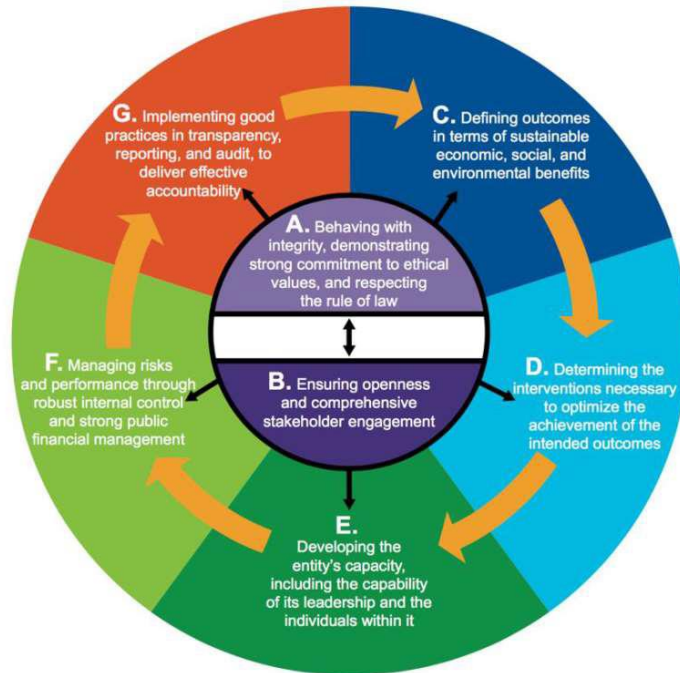 A. Behaving with
integrity, demonstrating
strong commitment to ethical
values, and respecting
the rule of law
B. Ensuring openness
and comprehensive
stakeholder engagement
C. Defining outcomes
in terms of sustainable
economic, social, and
environmental benefits
D. Determining the
interventions necessary
to optimize the
achievement of the
intended outcomes
E.
Developing the
entity's capacity,
including the capability
of its leadership and the
individuals within it
F. Managing risks
and performance through
robust internal control
and strong public
financial management
G. Implementing good
practices in transparency,
reporting, and audit, to
deliver effective
accountability